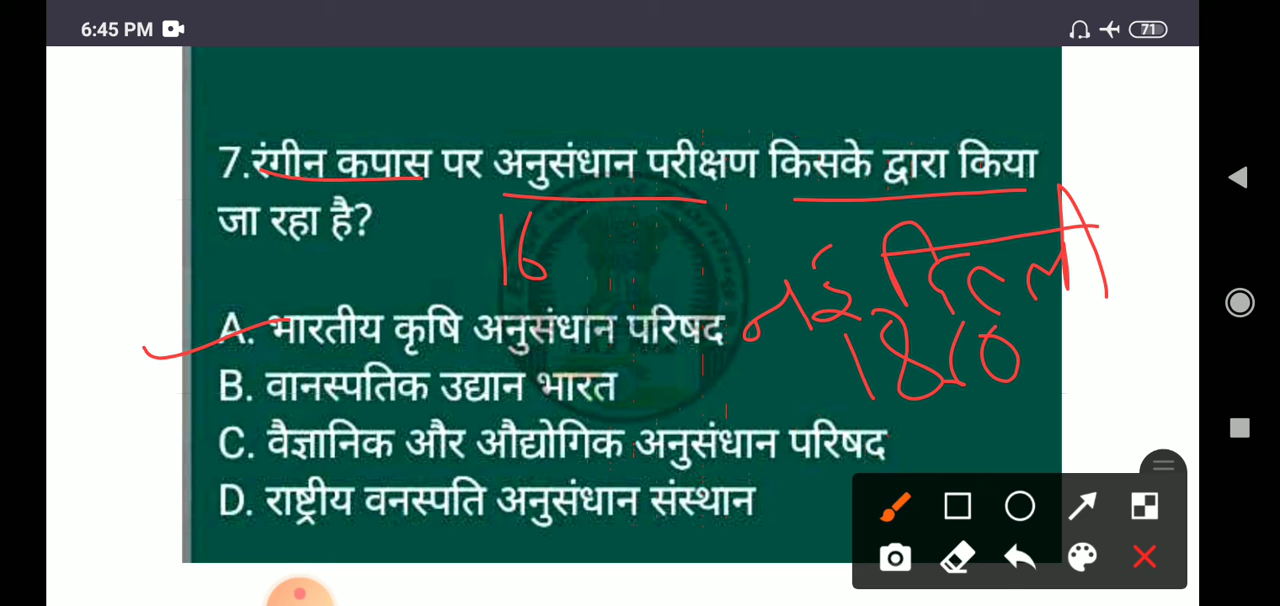 6:45 PM
71
7.रंगीन कपास पर अनुसंधान परीक्षण किसके द्वारा किया
जा रहा है?
16
A. भारतीय कृषि अनुसंधान परिषद
B. वानस्पतिक उद्यान भारत
C. वैज्ञानिक और औद्योगिक अनुसंधान परिषद
D. राष्ट्रीय वनस्पति अनुसंधान संस्थान